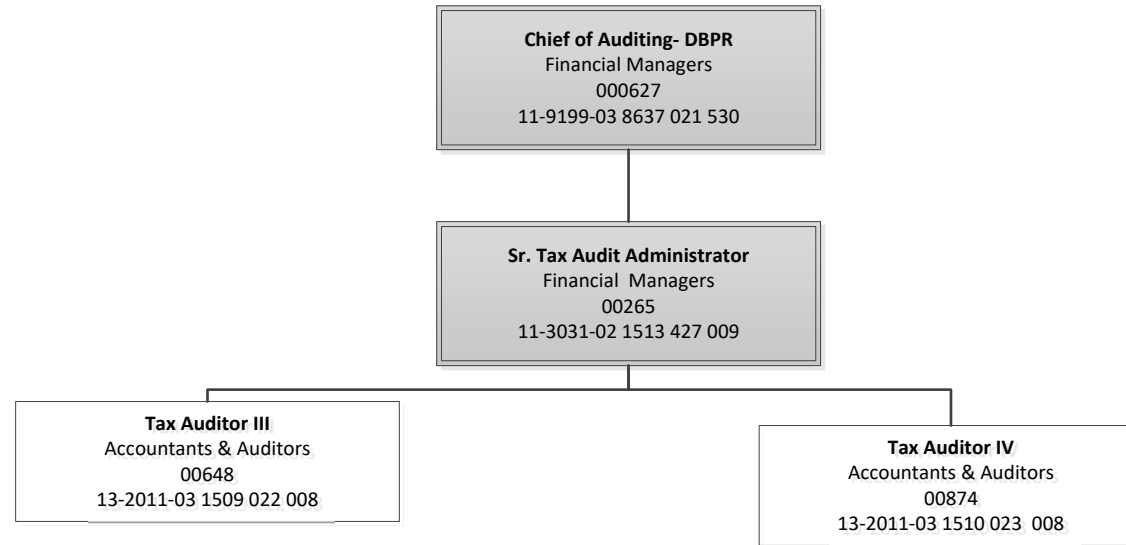 Chief of Auditing- DBPR
Financial Managers
000627
11-9199-03 8637 021 530
Sr. Tax Audit Administrator
Financial  Managers
00265
11-3031-02 1513 427 009
Tax Auditor III
Accountants & Auditors
00648
13-2011-03 1509 022 008
Tax Auditor IV
Accountants & Auditors
00874
13-2011-03 1510 023  008